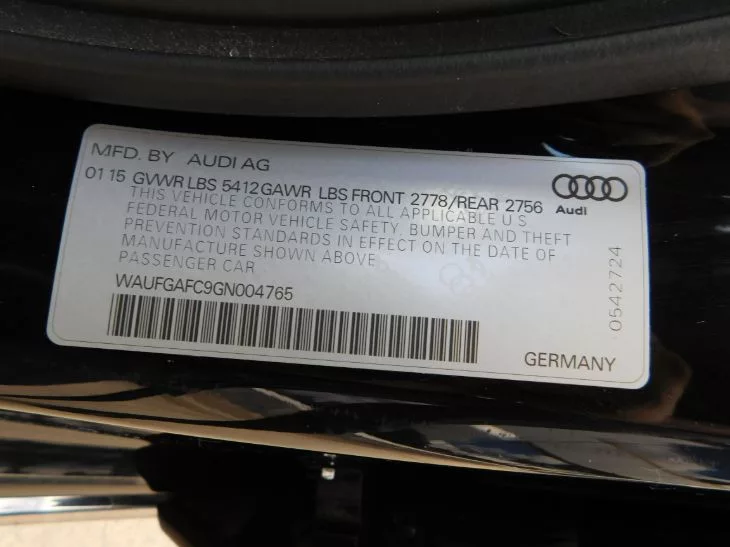 MFD. BY AUDI AG
01 15 GVWR LBS 5412 GAWR LBS FRONT 2778/REAR 2756
THIS VEHICLE CONFORMS TO ALL APPLICABLE U S
FEDERAL MOTOR VEHICLE SAFETY, BUMPER AND THEFT
PREVENTION STANDARDS IN EFFECT ON THE DATE OF
MANUFACTURE SHOWN ABOVE
PASSENGER CAR
WAUFGAFC9GN004765
Audi
0542724
GERMANY